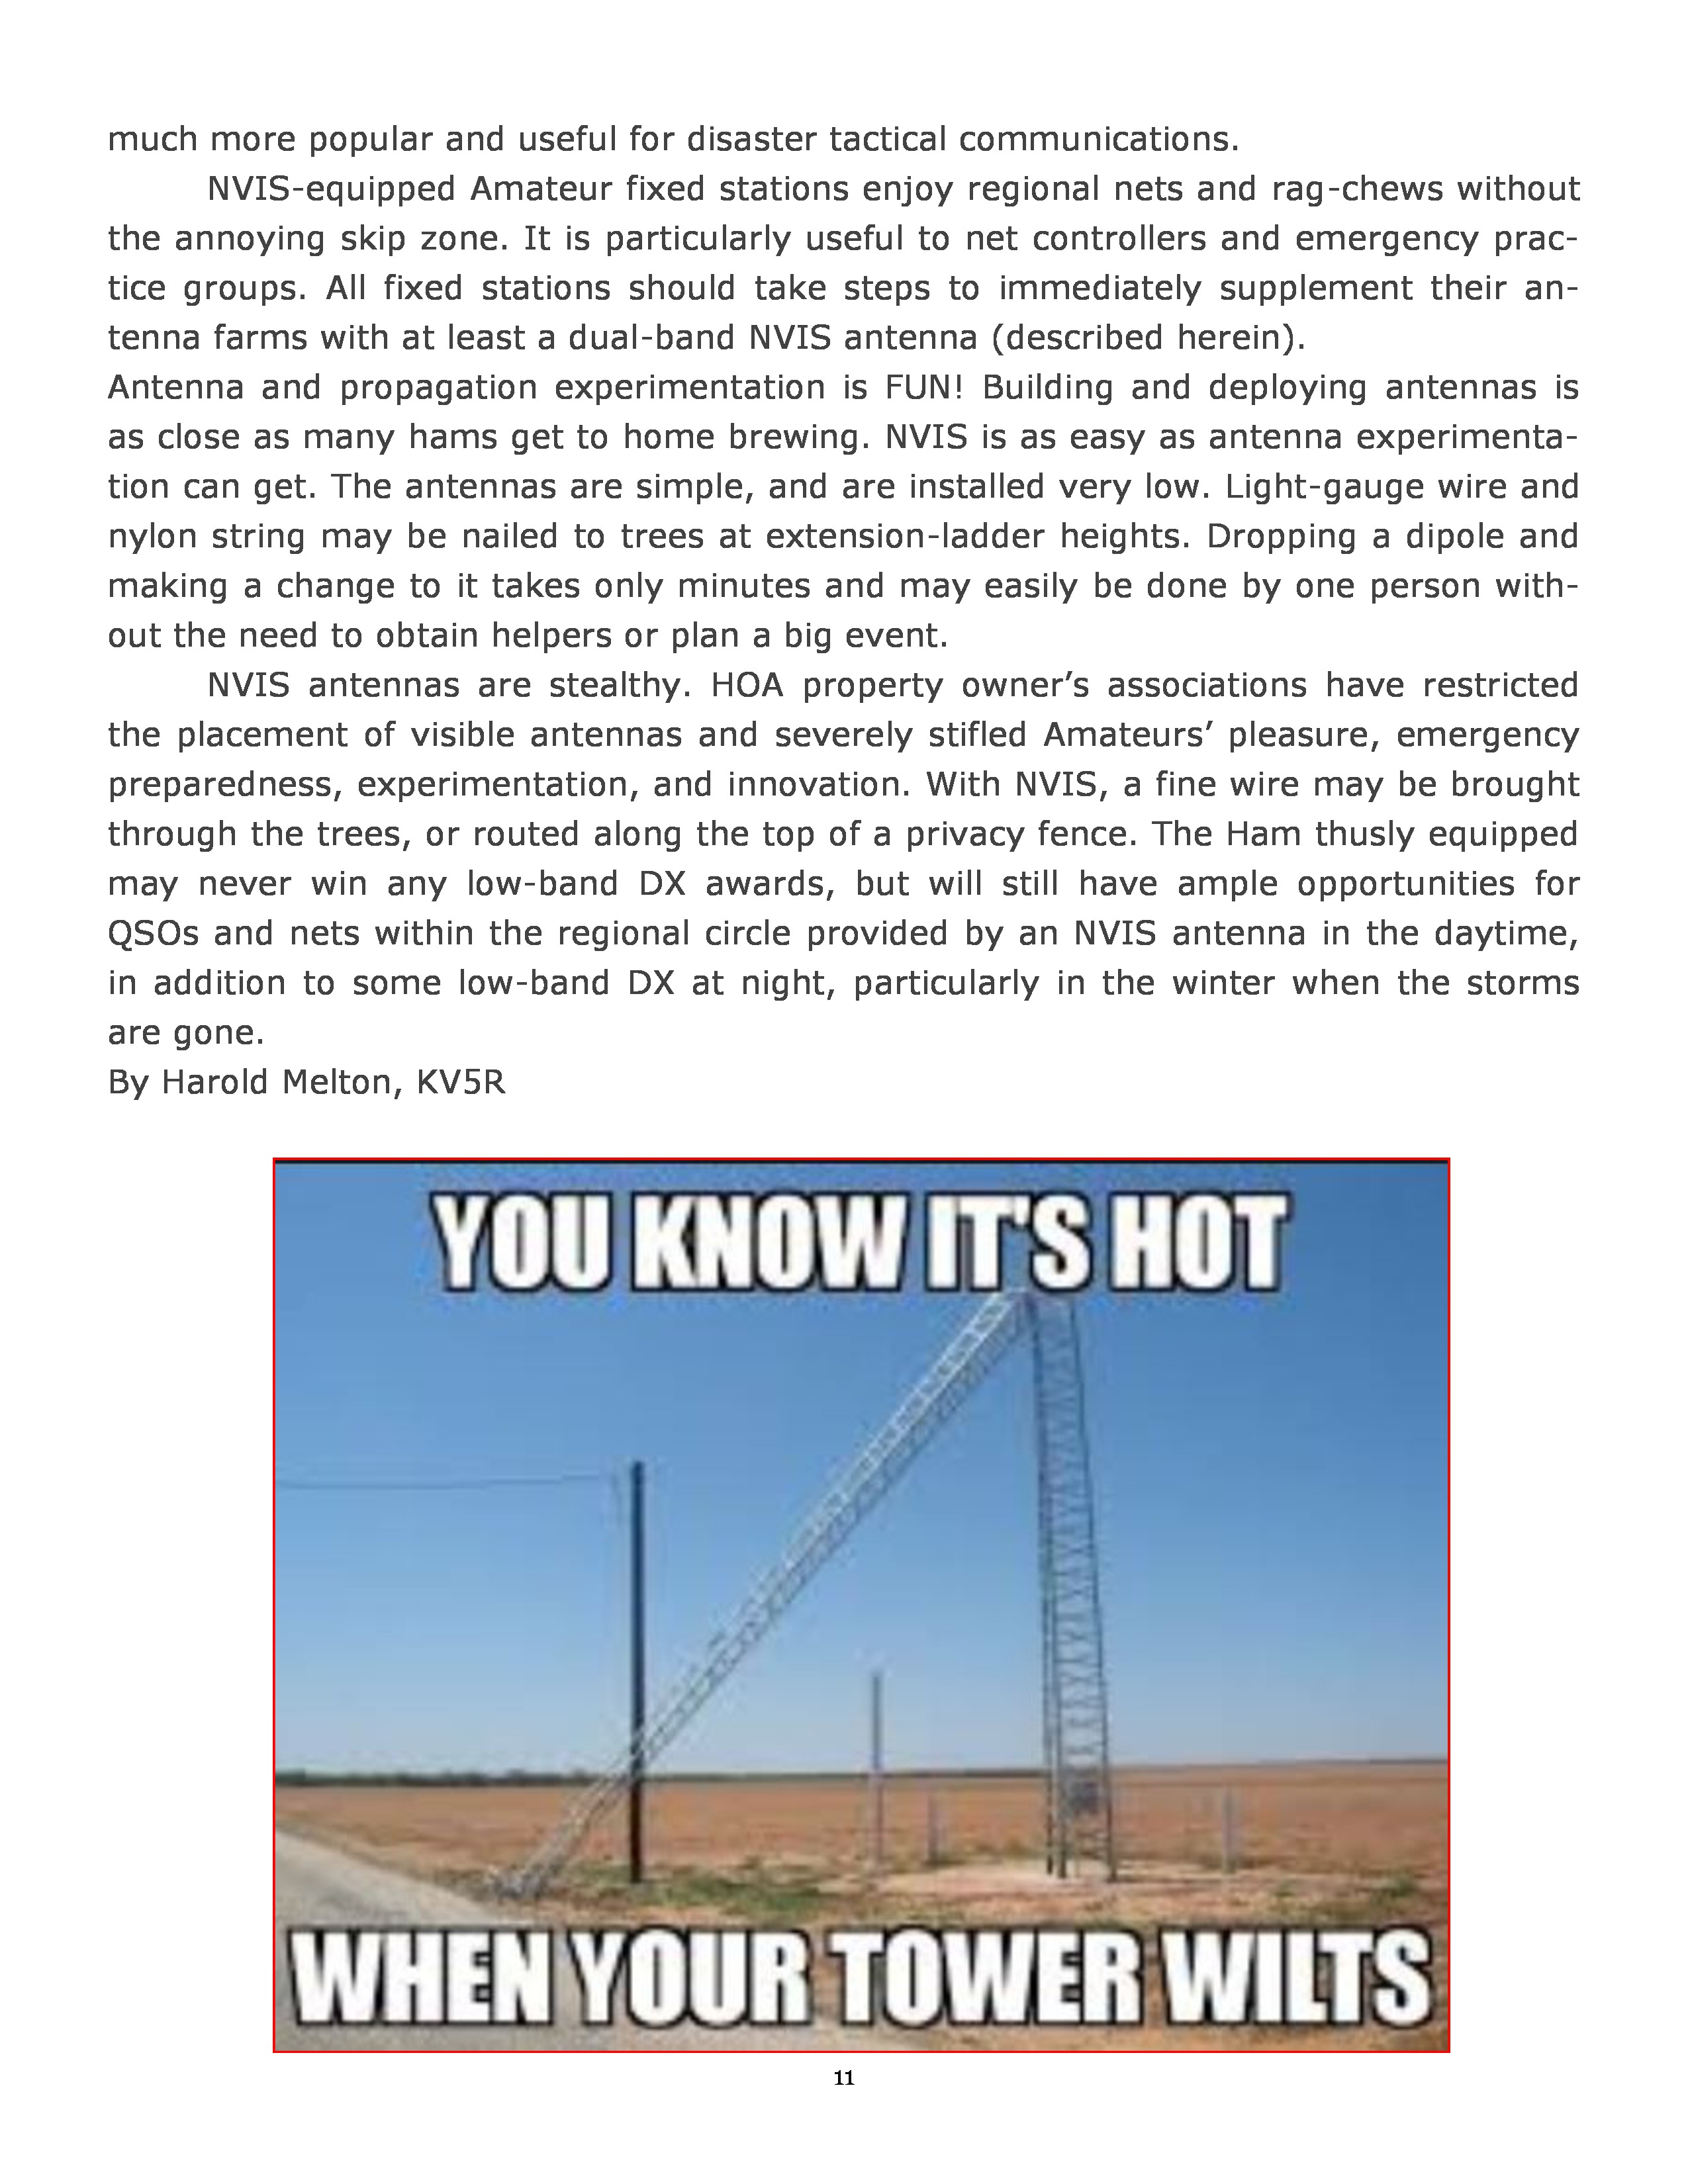 much more popular and useful for disaster tactical communications.
NVIS-equipped Amateur fixed stations enjoy regional nets and rag-chews without
the annoying skip zone. It is particularly useful to net controllers and emergency prac-
tice groups. All fixed stations should take steps to immediately supplement their an-
tenna farms with at least a dual-band NVIS antenna (described herein).
Antenna and propagation experimentation is FUN! Building and deploying antennas is
as close as many hams get to home brewing. NVIS is as easy as antenna experimenta-
tion can get. The antennas are simple, and are installed very low. Light-gauge wire and
nylon string may be nailed to trees at extension-ladder heights. Dropping a dipole and
making a change to it takes only minutes and may easily be done by one person with-
out the need to obtain helpers or plan a big event.
NVIS antennas are stealthy. HOA property owner’s associations have restricted
the placement of visible antennas and severely stifled Amateurs’ pleasure, emergency
preparedness, experimentation, and innovation. With NVIS, a fine wire may be brought
through the trees, or routed along the top of a privacy fence. The Ham thusly equipped
may never win any low-band DX awards, but will still have ample opportunities for
QSOs and nets within the regional circle provided by an NVIS antenna in the daytime,
in addition to some low-band DX at night, particularly in the winter when the storms
are gone.
By Harold Melton, KV5R
YOU KNOW IT'S HOT
WHEN YOUR TOWER WILTS
11